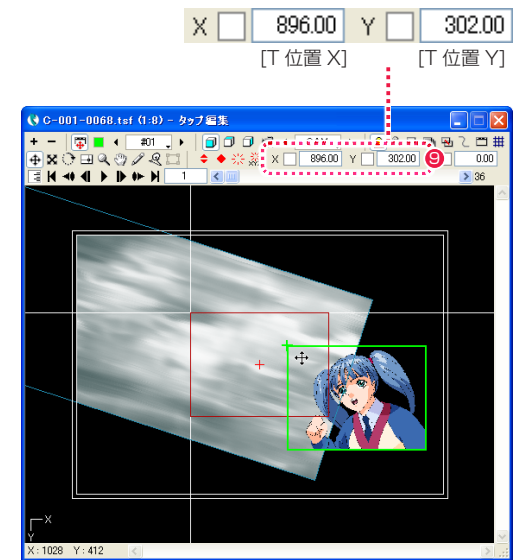 X 896.00 Y 302.00
[T 位置 X] [T 位置 Y]
C-001-0068.tsf (1:8) - タップ編集
#01
X 896.00 Y 302.00 9 0.00
1 36
X
Y
X : 1028 Y : 412